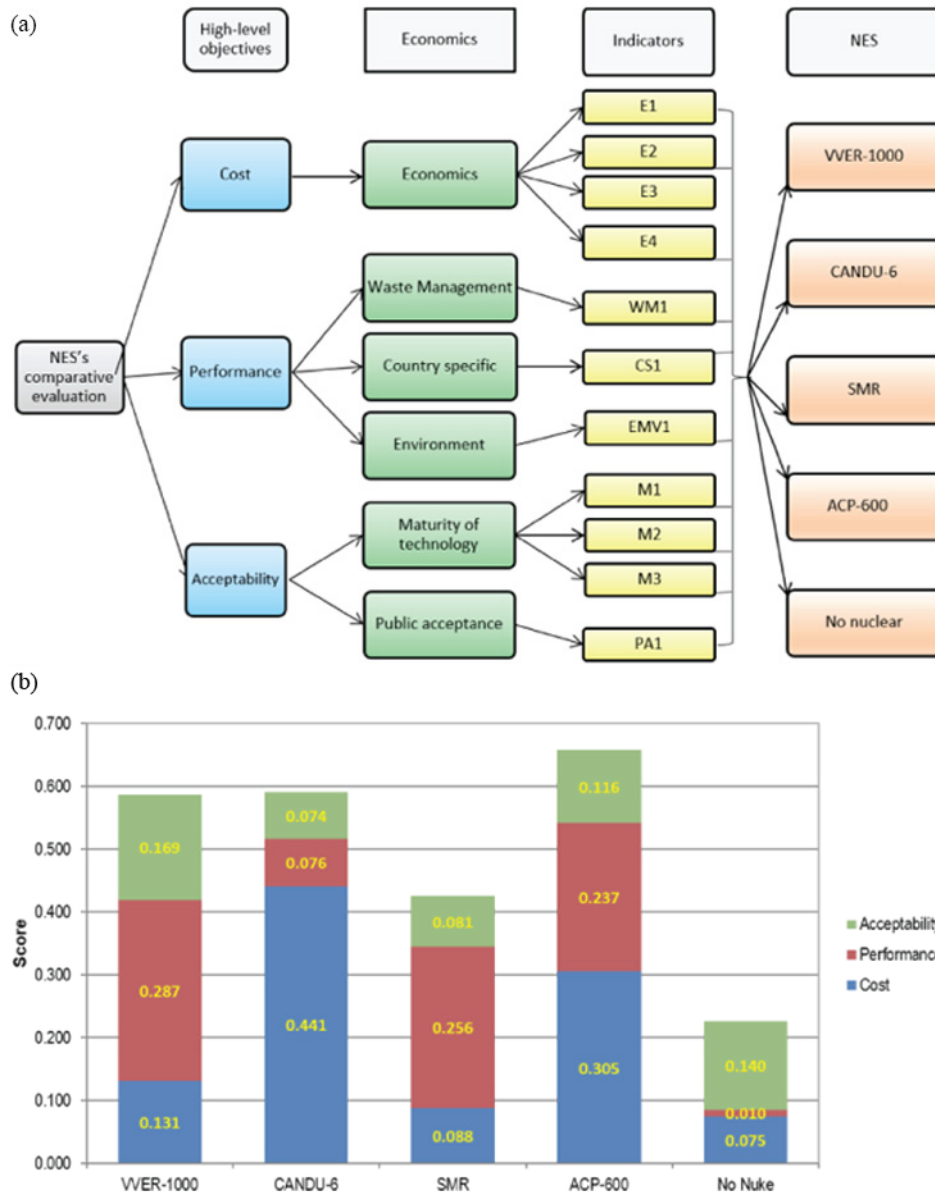 (a)
High-level
objectives
Economics
Indicators
NES
NES's
comparative
evaluation
Cost
Performance
Acceptability
Economics
Waste Management
Country specific
Environment
Maturity of
technology
Public acceptance
E1
E2
E3
E4
WM1
CS1
EMV1
M1
M2
M3
PA1
VVER-1000
CANDU-6
SMR
ACP-600
No nuclear
(b)
Score
0.700
0.600
0.500
0.400
0.300
0.200
0.100
0.000
0.169
0.287
0.131
0.074
0.076
0.441
0.081
0.256
0.088
0.116
0.237
0.305
0.140
0.010
0.075
VVER-1000
CANDU-6
SMR
ACP-600
No Nuke
Acceptability
Performance
Cost